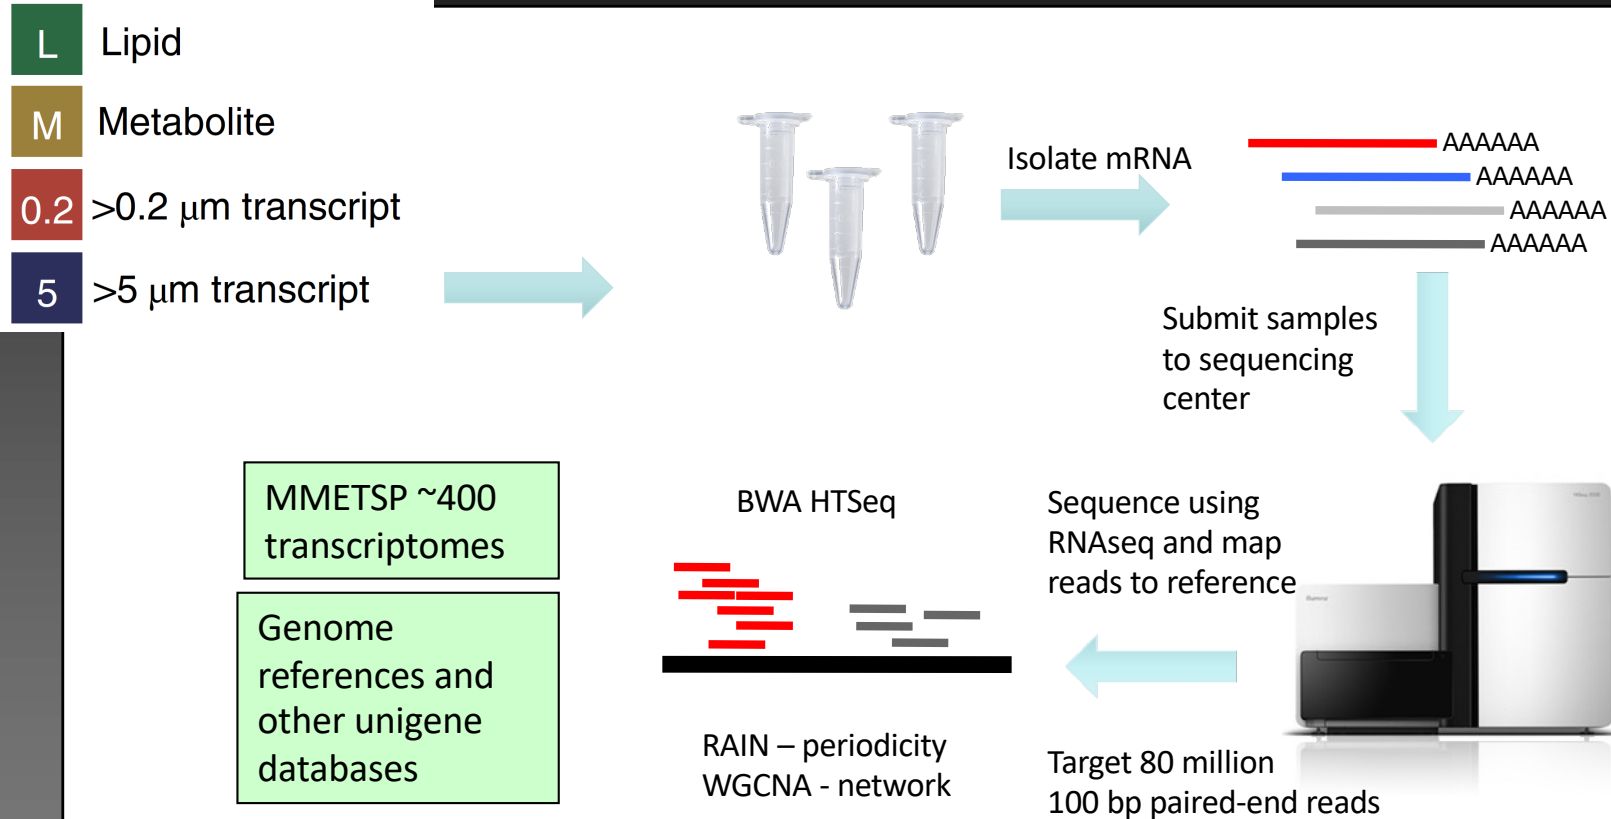 L Lipid
M Metabolite
0.2 >0.2 μm transcript
5 >5 μm transcript
Isolate mRNA
AAAAAA
AAAAAA
AAAAAA
AAAAAA
Submit samples
to sequencing
center
MMETSP ~400
transcriptomes
Genome
references and
other unigene
databases
BWA HTSeq
RAIN – periodicity
WGCNA - network
Sequence using
RNAseq and map
reads to reference
Target 80 million
100 bp paired-end reads